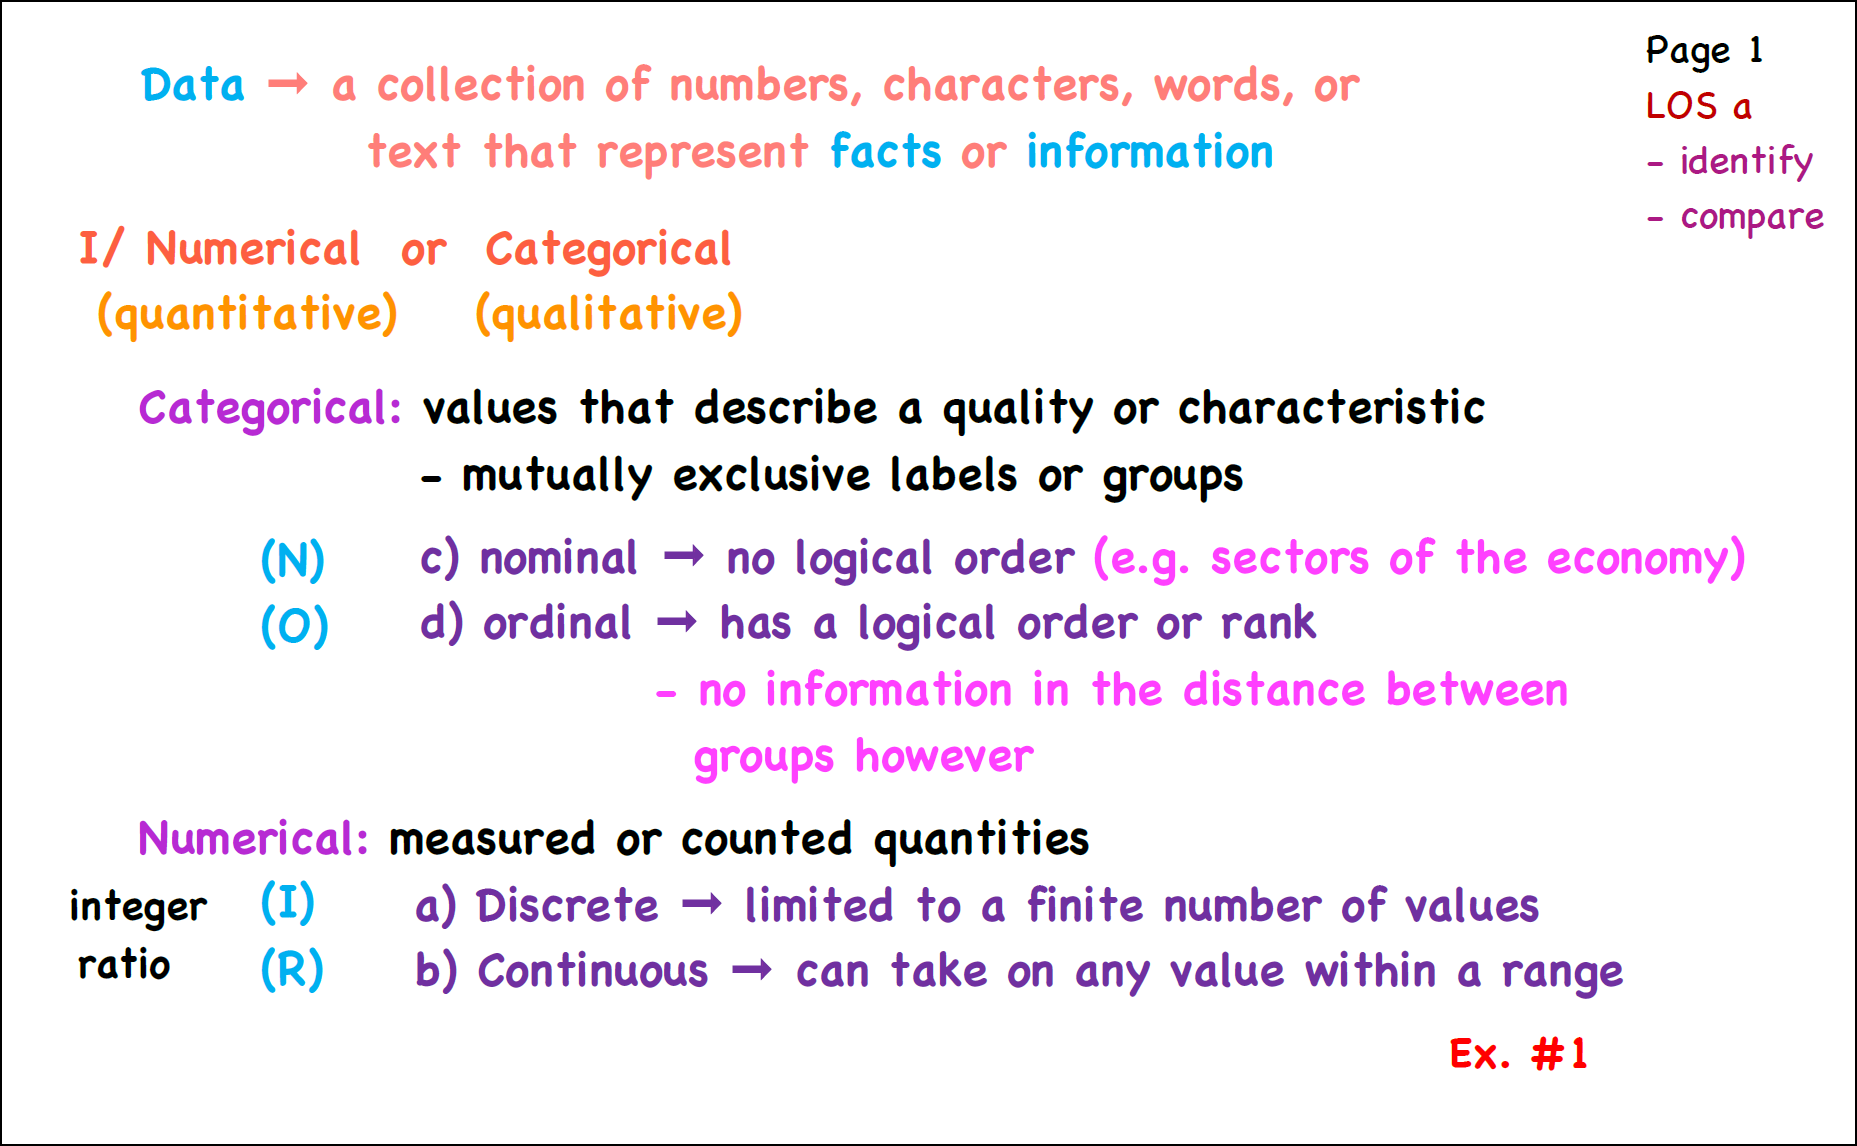 Page 1
LOS a
- identify
- compare
Data → a collection of numbers, characters, words, or
text that represent facts or information
I/ Numerical or Categorical
(quantitative) (qualitative)
Categorical: values that describe a quality or characteristic
- mutually exclusive labels or groups
(N) c) nominal → no logical order (e.g. sectors of the economy)
(O) d) ordinal → has a logical order or rank
- no information in the distance between
groups however
Numerical: measured or counted quantities
integer (I) a) Discrete → limited to a finite number of values
ratio (R) b) Continuous → can take on any value within a range
Ex. #1